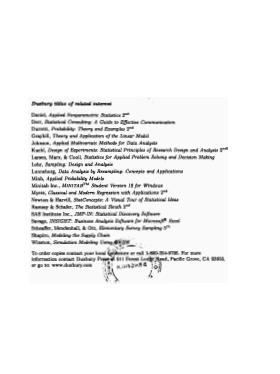 Duxbury titles of related interest
Daniel, Applied Nonparametric Statistics 2nd
Derr, Statistical Consulting: A Guide to Effective Communication
Durrett, Probability: Theory and Examples 2nd
Graybill, Theory and Application of the Linear Model
Johnson, Applied Multivariate Methods for Data Analysis
Kuehl, Design of Experiments: Statistical Principles of Research Design and Analysis 2nd
Larsen, Marx, & Cooil, Statistics for Applied Problem Solving and Decision Making
Lohr, Sampling: Design and Analysis
Lunneborg, Data Analysis by Resampling: Concepts and Applications
Minh, Applied Probability Models
Minitab Inc., MINITAB™ Student Version 12 for Windows
Myers, Classical and Modern Regression with Applications 2nd
Newton & Harvill, StatConcepts: A Visual Tour of Statistical Ideas
Ramsey & Schafer, The Statistical Sleuth 2nd
SAS Institute Inc., JMP-IN: Statistical Discovery Software
Savage, INSIGHT: Business Analysis Software for Microsoft® Excel
Scheaffer, Mendenhall, & Ott, Elementary Survey Sampling 5th
Shapiro, Modeling the Supply Chain
Winston, Simulation Modeling Using
To order copies contact your local or call 1-800-354-9706. For more
information contact Duxbury Press at 511 Forest Road, Pacific Grove, CA 93950,
or go to: www.duxbury.com